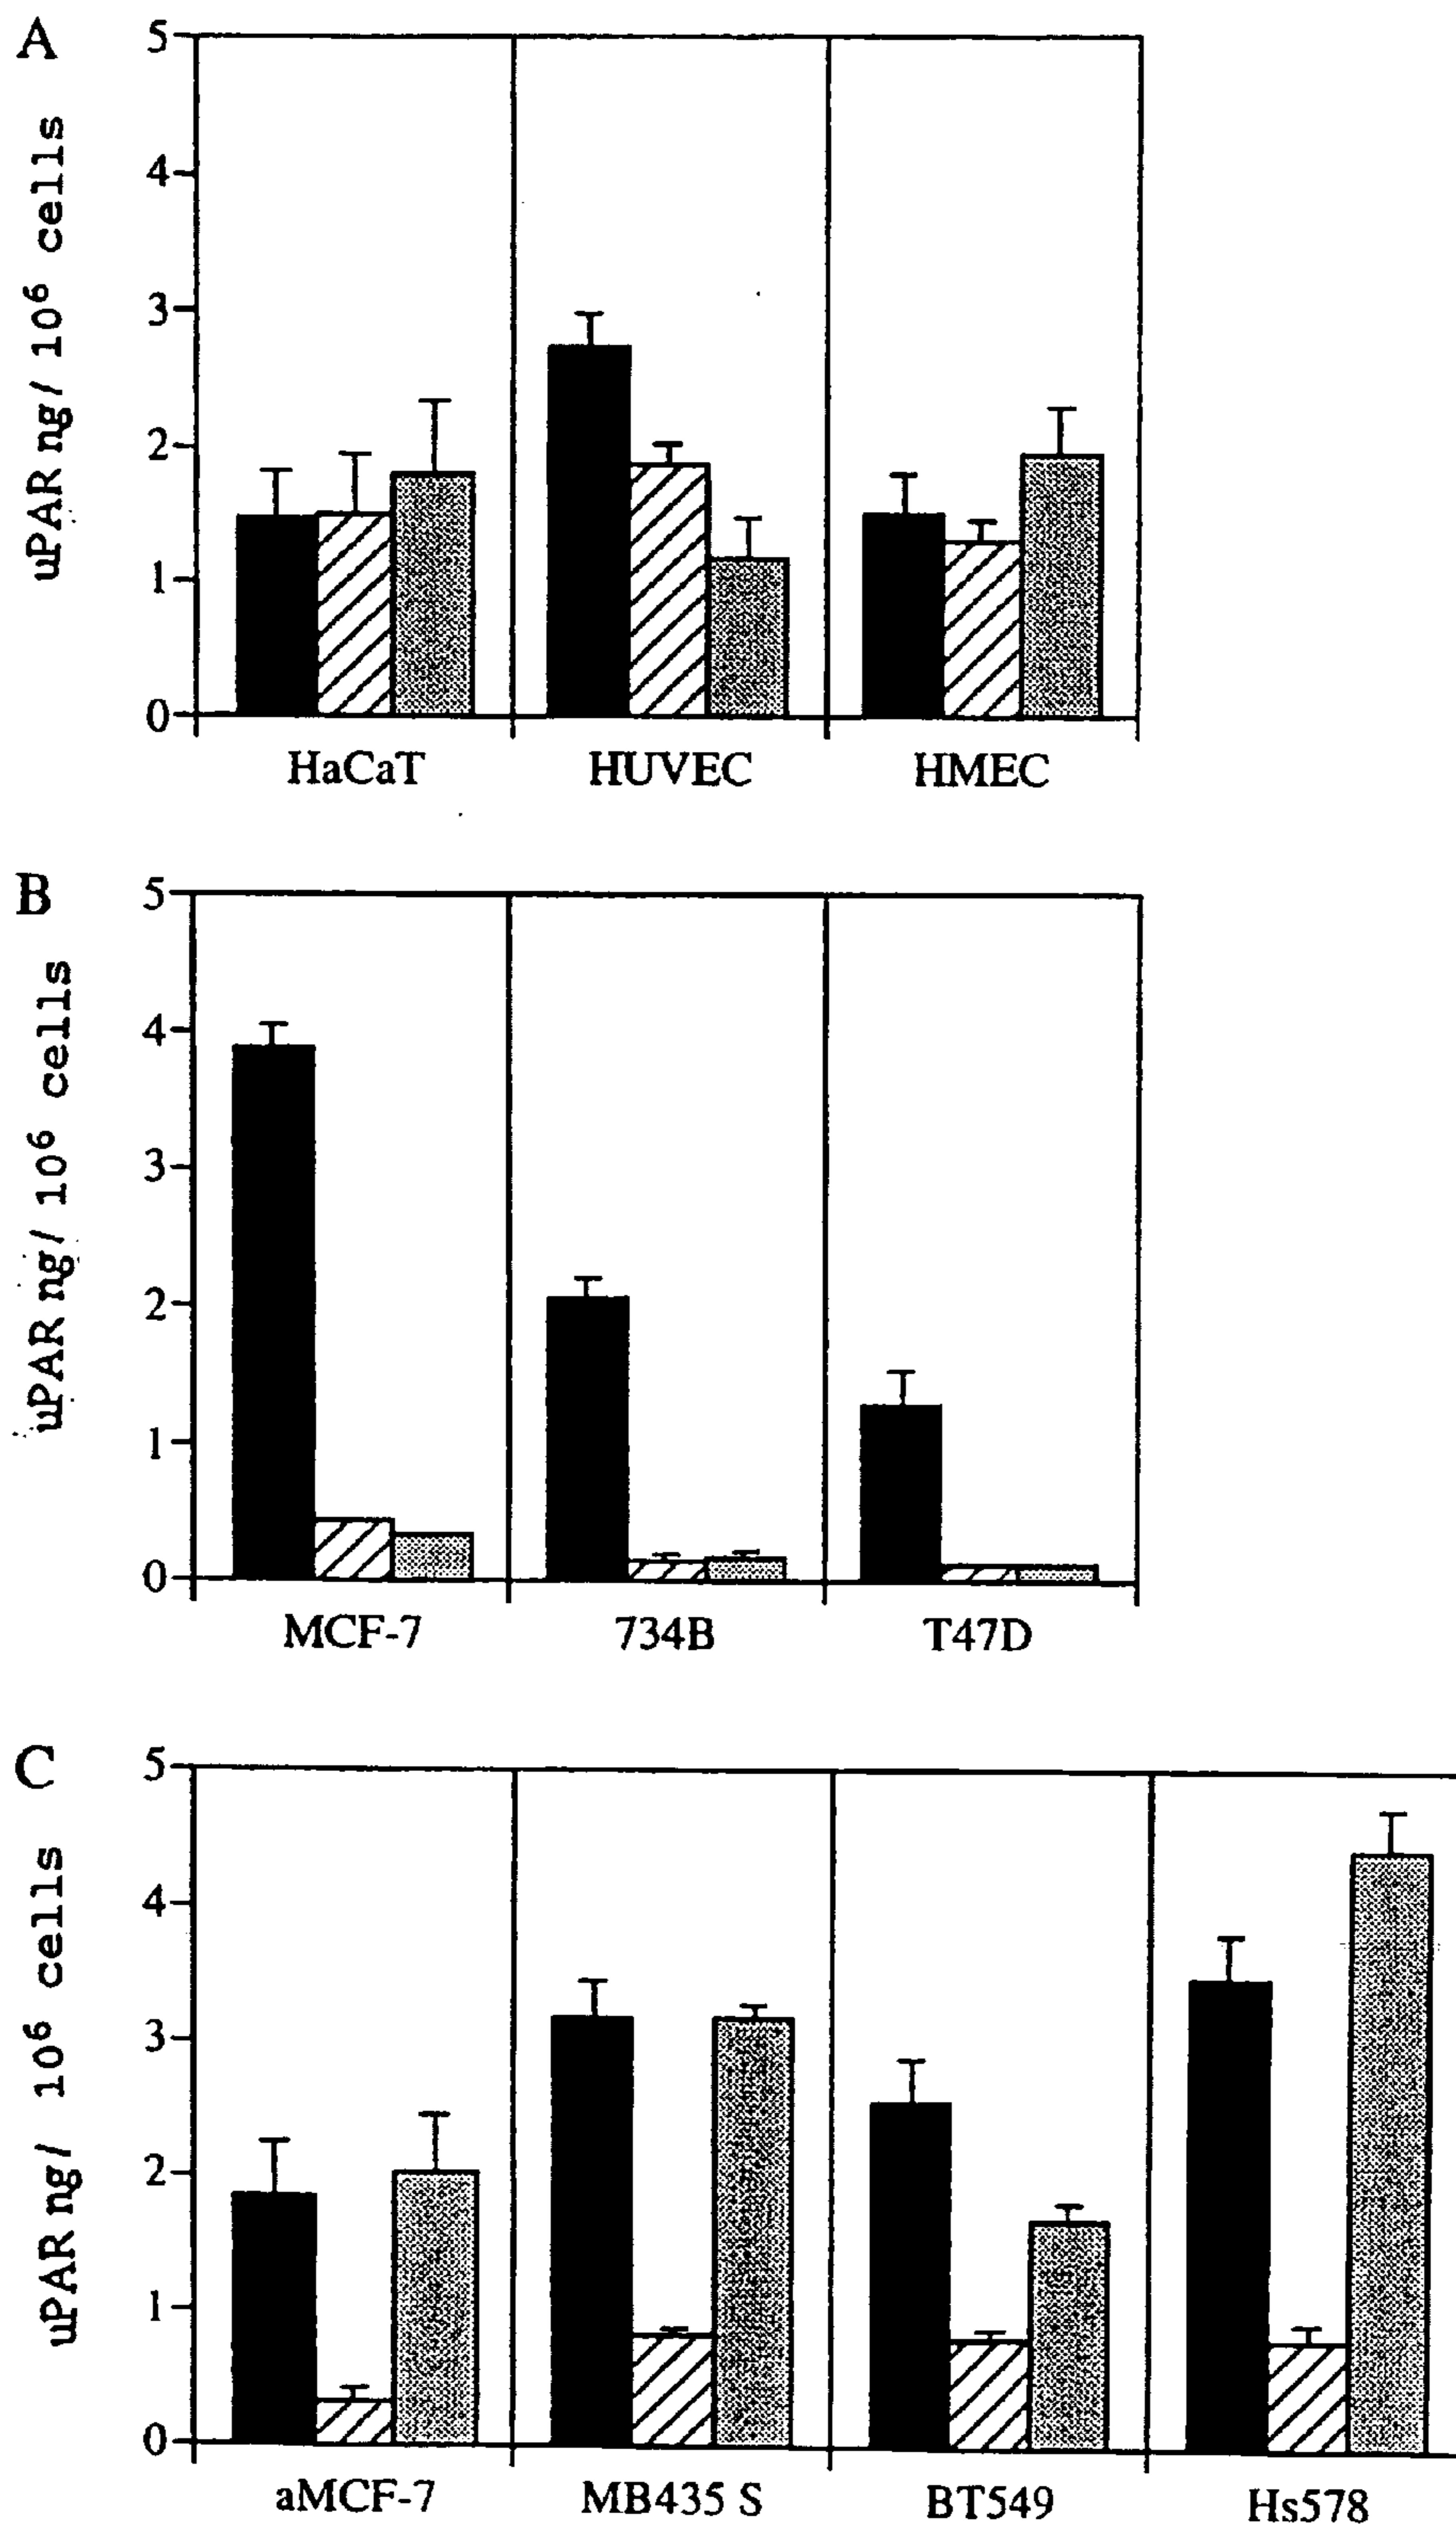 A
uPAR ng/ 10⁶ cells
5
4
3
2
1
0
HaCaT HUVEC HMEC
B
uPAR ng/ 10⁶ cells
5
4
3
2
1
0
MCF-7 734B T47D
C
uPAR ng/ 10⁶ cells
5
4
3
2
1
0
aMCF-7 MB435 S BT549 Hs578